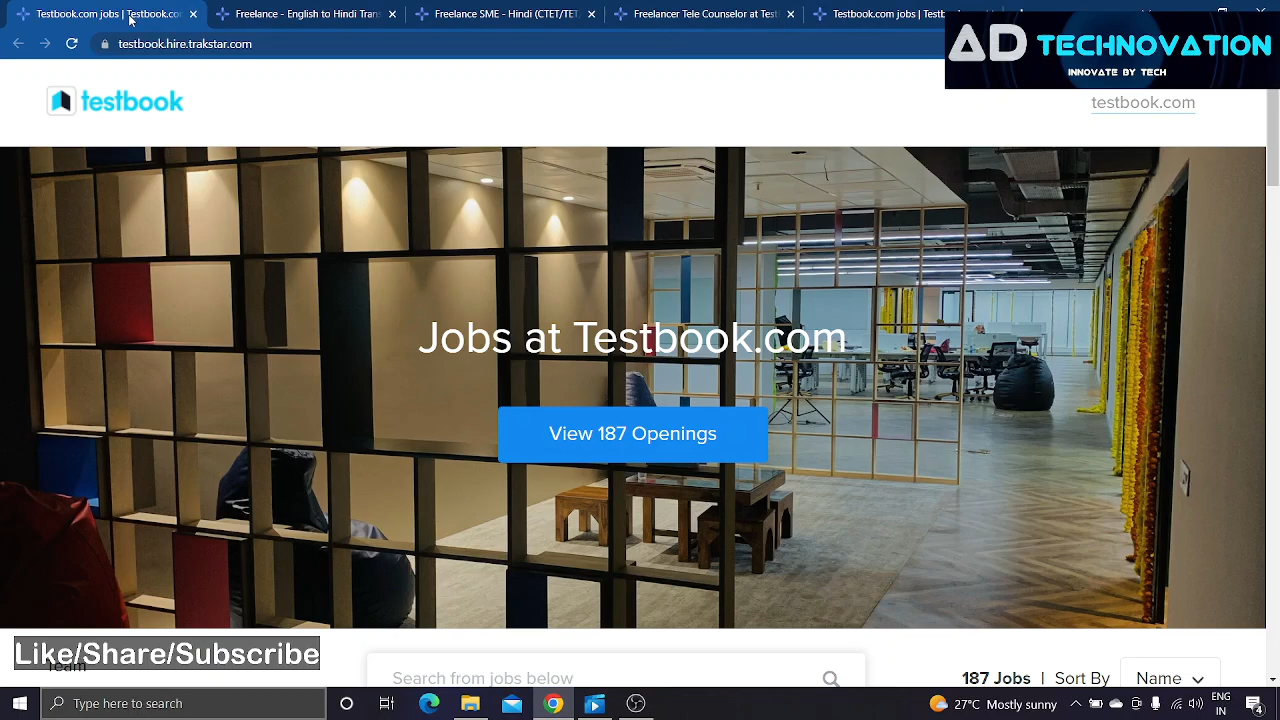 Testbook.com jobs | Testbook.co
Freelance - English to Hindi Tran
Freelance SME - Hindi (CTET/TET
Freelancer Tele Counselor at Test
Testbook.com jobs | Testb
testbook.hire.trakstar.com
AD TECHNOVATION
INNOVATE BY TECH
testbook
testbook.com
Jobs at Testbook.com
View 187 Openings
Like/Share/Subscribe
Team
Search from jobs below
187 Jobs | Sort By
Name
Type here to search
27°C Mostly sunny
ENG
IN